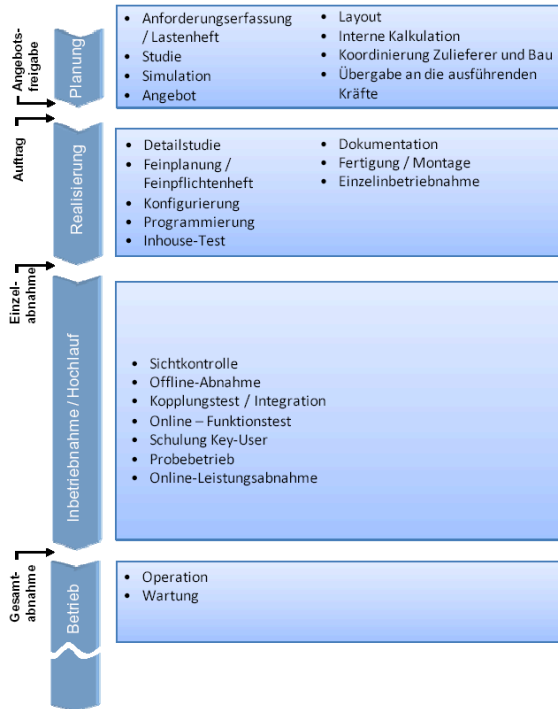 Angebots-
freigabe
Planung
• Anforderungserfassung
/ Lastenheft
• Studie
• Simulation
• Angebot
• Layout
• Interne Kalkulation
• Koordinierung Zulieferer und Bau
• Übergabe an die ausführenden
Kräfte
Auftrag
Realisierung
• Detailstudie
• Feinplanung /
Feinpflichtenheft
• Konfigurierung
• Programmierung
• Inhouse-Test
• Dokumentation
• Fertigung / Montage
• Einzelinbetriebnahme
Einzel-
abnahme
Inbetriebnahme / Hochlauf
• Sichtkontrolle
• Offline-Abnahme
• Kopplungstest / Integration
• Online – Funktionstest
• Schulung Key-User
• Probebetrieb
• Online-Leistungsabnahme
Gesamt-
abnahme
Betrieb
• Operation
• Wartung